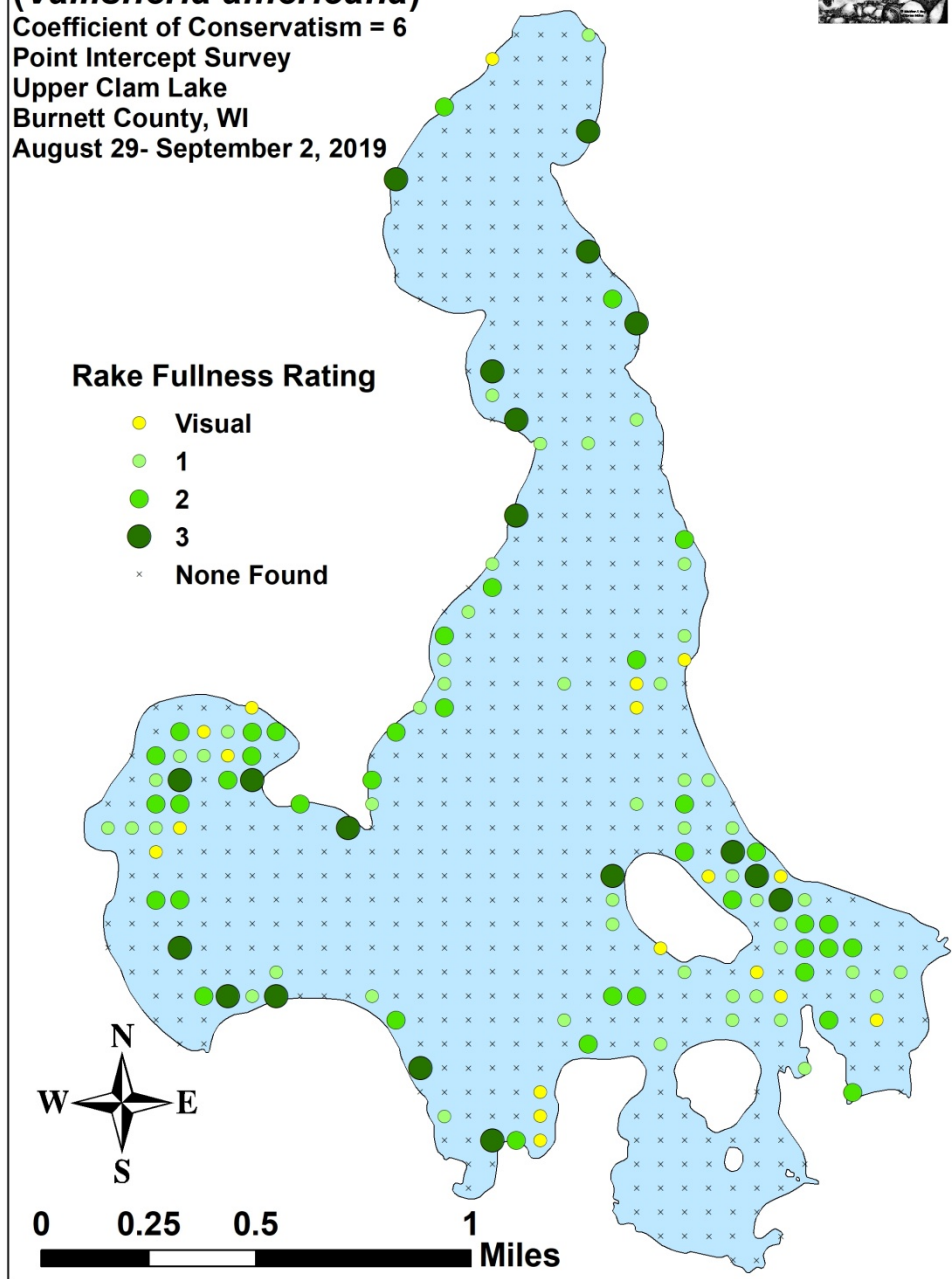 Coefficient of Conservatism = 6
Point Intercept Survey
Upper Clam Lake
Burnett County, WI
August 29- September 2, 2019
Rake Fullness Rating
Visual
1
2
3
None Found
N
W E
S
0 0.25 0.5 1
Miles